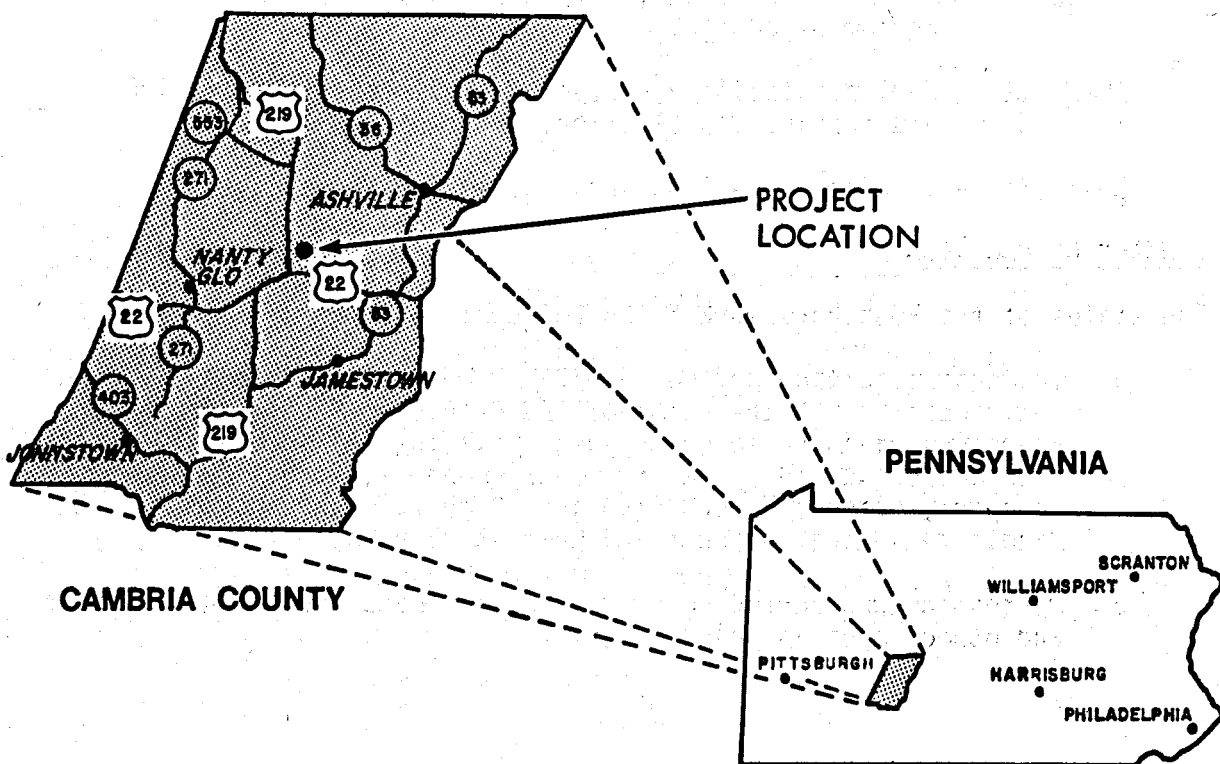 219
53
553
36
271
ASHVILLE
PROJECT
LOCATION
NANTY
GLO
22
22
53
271
JAMESTOWN
403
219
JOHNSTOWN
PENNSYLVANIA
CAMBRIA COUNTY
SCRANTON
WILLIAMSPORT
PITTSBURGH
HARRISBURG
PHILADELPHIA